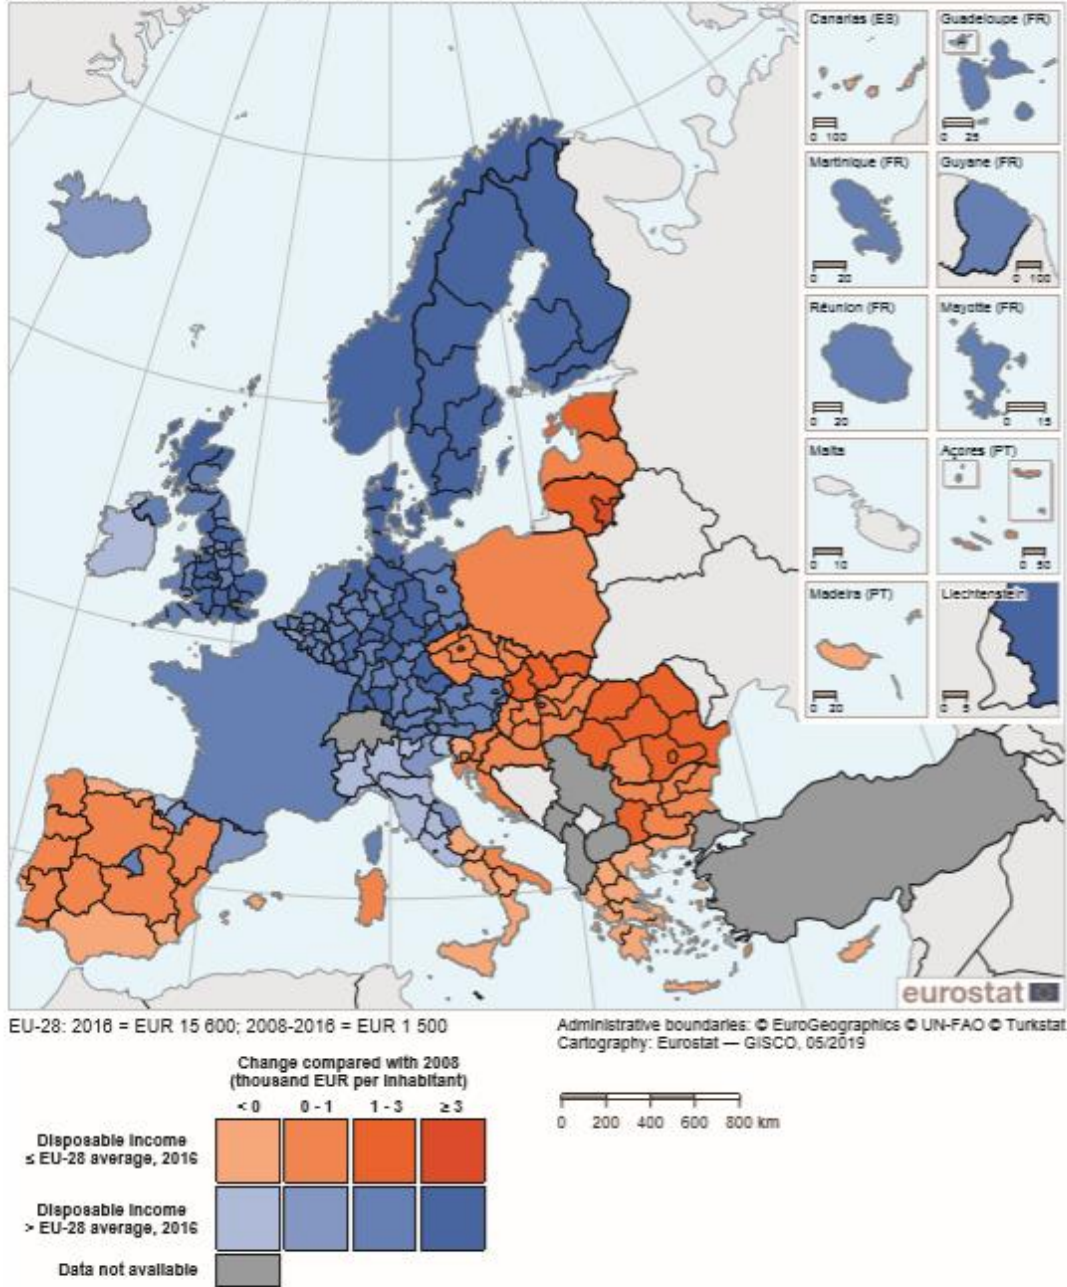 Canarias (ES)
0 100
Guadeloupe (FR)
0 25
Martinique (FR)
0 20
Guyane (FR)
0 100
Réunion (FR)
0 20
Mayotte (FR)
0 15
Malta
0 10
Açores (PT)
0 50
Madeira (PT)
0 20
Liechtenstein
0 5
eurostat
EU-28: 2016 = EUR 15 600; 2008-2016 = EUR 1 500
Administrative boundaries: © EuroGeographics © UN-FAO © Turkstat
Cartography: Eurostat — GISCO, 05/2019
Change compared with 2008
(thousand EUR per inhabitant)
< 0 0 - 1 1 - 3 ≥ 3
Disposable income
≤ EU-28 average, 2016
Disposable income
> EU-28 average, 2016
Data not available
0 200 400 600 800 km